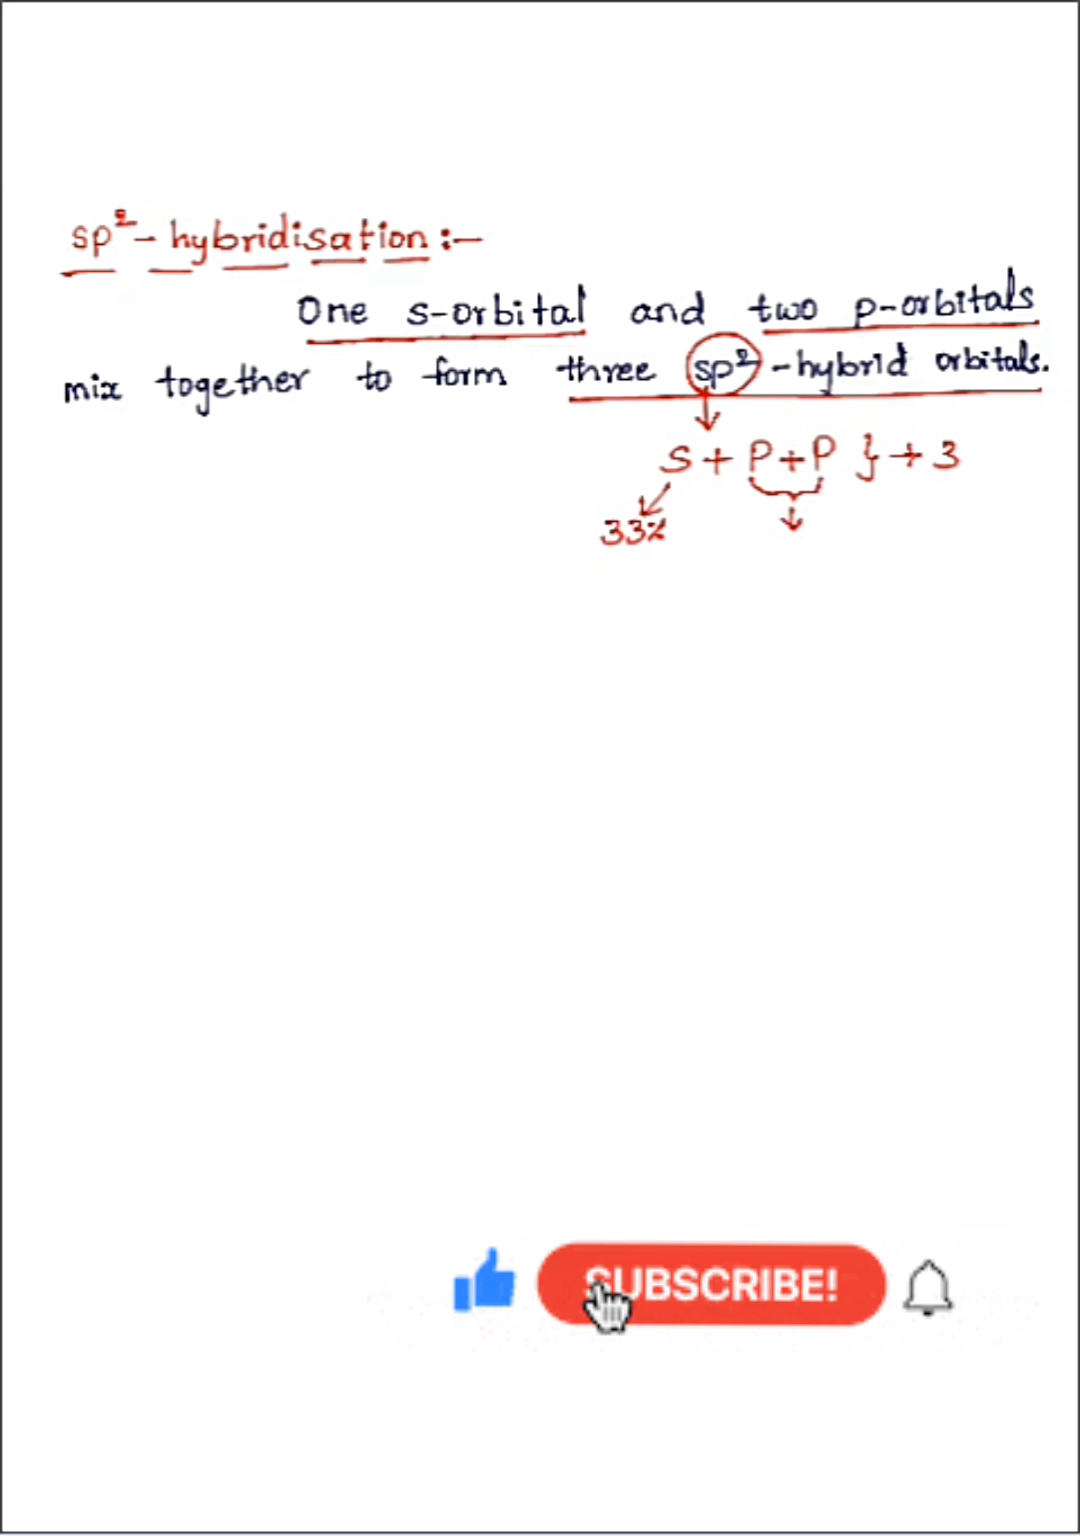 sp²-hybridisation:-
One s-orbital and two p-orbitals
mix together to form three sp²-hybrid orbitals.
S+P+P } → 3
33%
SUBSCRIBE!